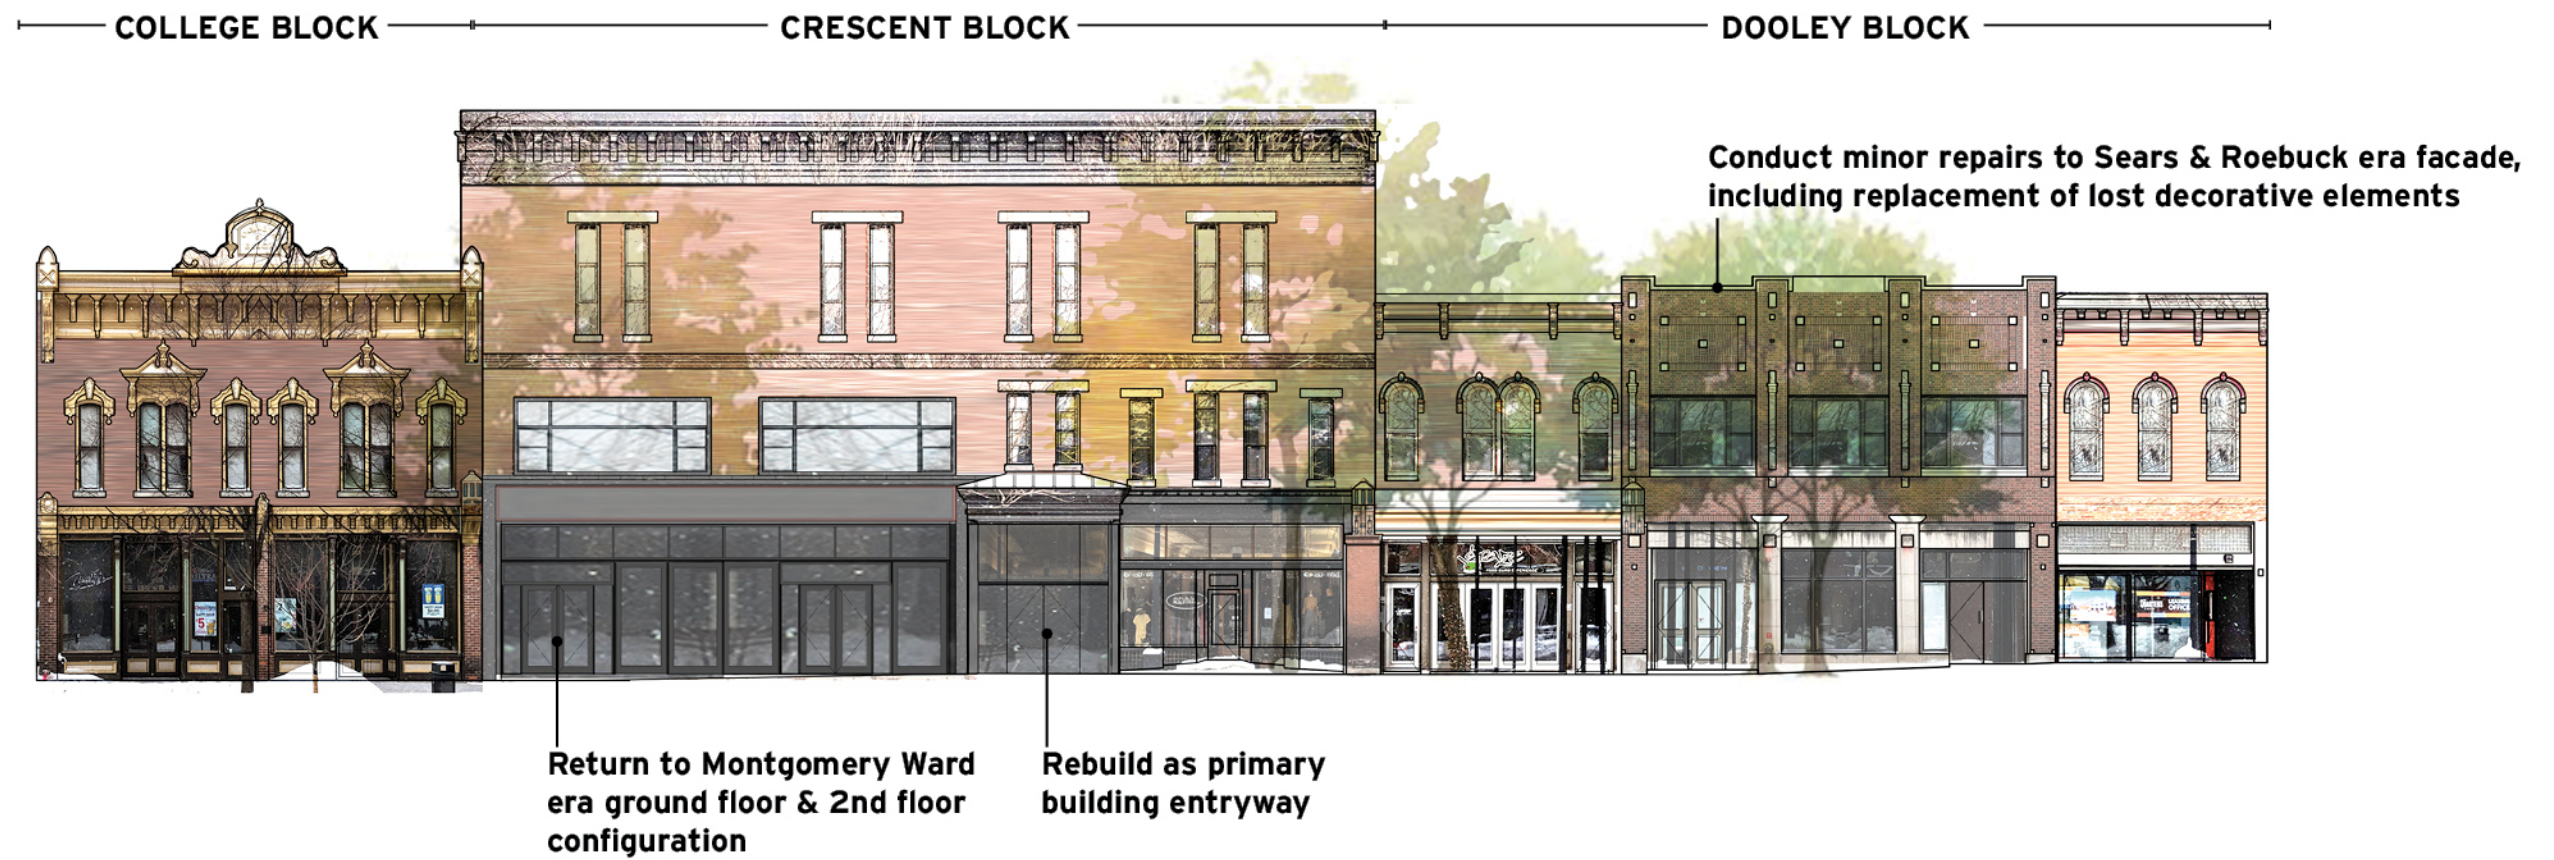 COLLEGE BLOCK
CRESCENT BLOCK
DOOLEY BLOCK
Conduct minor repairs to Sears & Roebuck era facade,
including replacement of lost decorative elements
Return to Montgomery Ward
era ground floor & 2nd floor
configuration
Rebuild as primary
building entryway